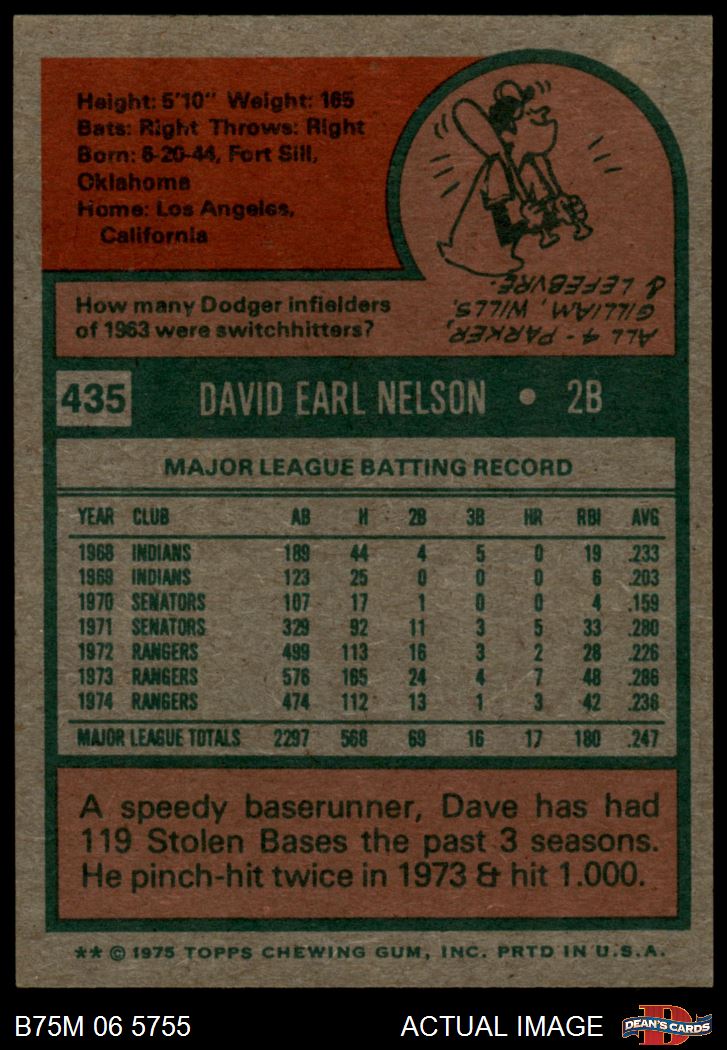 Height: 5'10" Weight: 165
Bats: Right Throws: Right
Born: 6-20-44, Fort Sill,
Oklahoma
Home: Los Angeles,
California
How many Dodger infielders
of 1963 were switchhitters?
ALL 4 - PARKER,
GILLIAM, WILLS,
& LEFEBVRE.
435 DAVID EARL NELSON • 2B
MAJOR LEAGUE BATTING RECORD
YEAR CLUB AB H 2B 3B HR RBI AVG
1968 INDIANS 189 44 4 5 0 19 .233
1969 INDIANS 123 25 0 0 0 6 .203
1970 SENATORS 107 17 1 0 0 4 .159
1971 SENATORS 329 92 11 3 5 33 .280
1972 RANGERS 499 113 16 3 2 28 .226
1973 RANGERS 576 165 24 4 7 48 .286
1974 RANGERS 474 112 13 1 3 42 .236
MAJOR LEAGUE TOTALS 2297 568 69 16 17 180 .247
A speedy baserunner, Dave has had
119 Stolen Bases the past 3 seasons.
He pinch-hit twice in 1973 & hit 1.000.
** © 1975 TOPPS CHEWING GUM, INC. PRTD IN U.S.A.
B75M 06 5755 ACTUAL IMAGE D DEAN'S CARDS